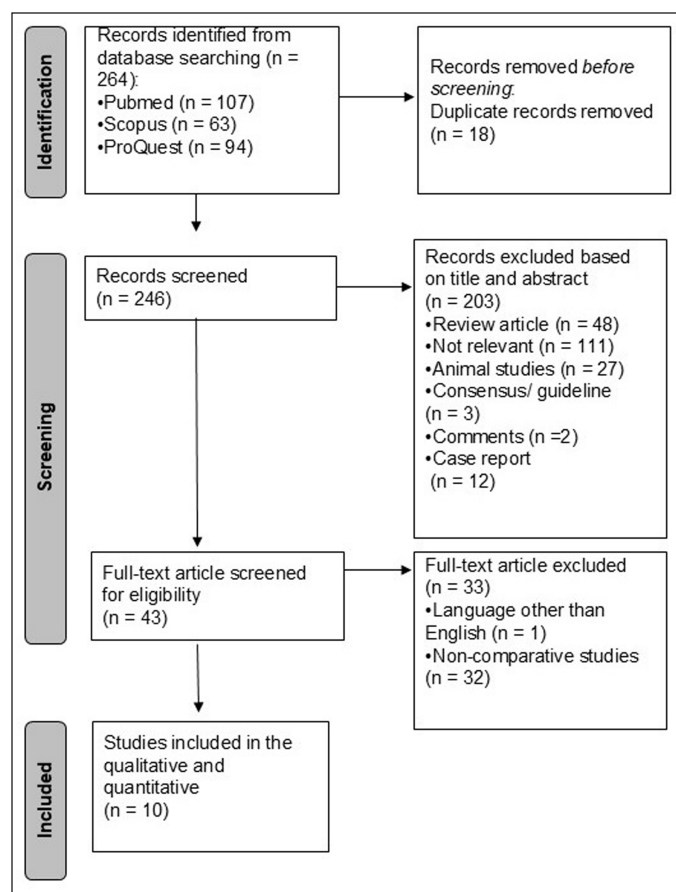 Identification
Records identified from
database searching (n =
264):
•Pubmed (n = 107)
•Scopus (n = 63)
•ProQuest (n = 94)
Records removed before
screening:
Duplicate records removed
(n = 18)
Screening
Records screened
(n = 246)
Records excluded based
on title and abstract
(n = 203)
•Review article (n = 48)
•Not relevant (n = 111)
•Animal studies (n = 27)
•Consensus/ guideline
(n = 3)
•Comments (n =2)
•Case report
(n = 12)
Full-text article screened
for eligibility
(n = 43)
Full-text article excluded
(n = 33)
•Language other than
English (n = 1)
•Non-comparative studies
(n = 32)
Included
Studies included in the
qualitative and
quantitative
(n = 10)